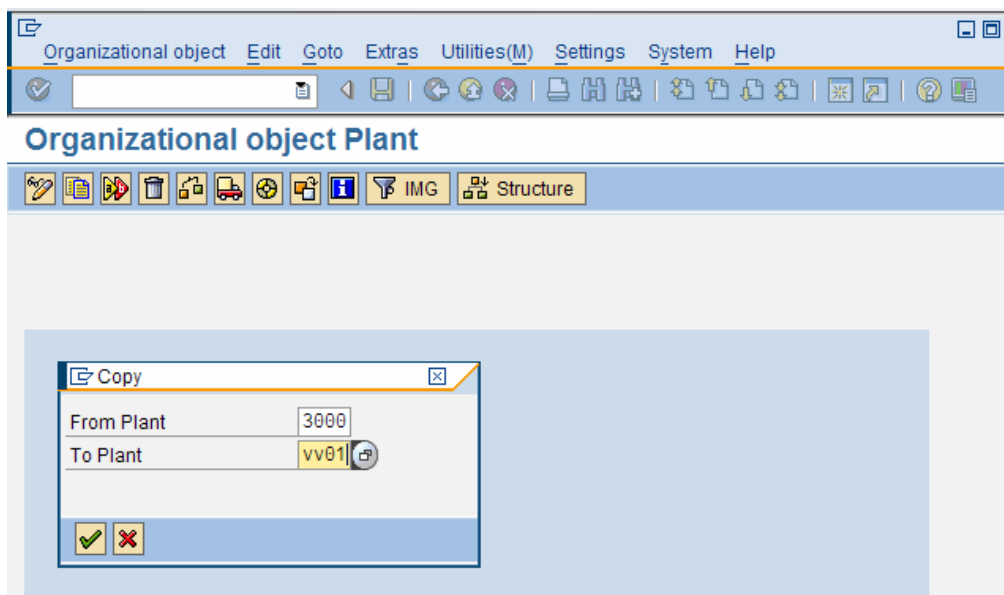 Organizational object Edit Goto Extras Utilities(M) Settings System Help
Organizational object Plant
IMG Structure
Copy
From Plant 3000
To Plant vv01